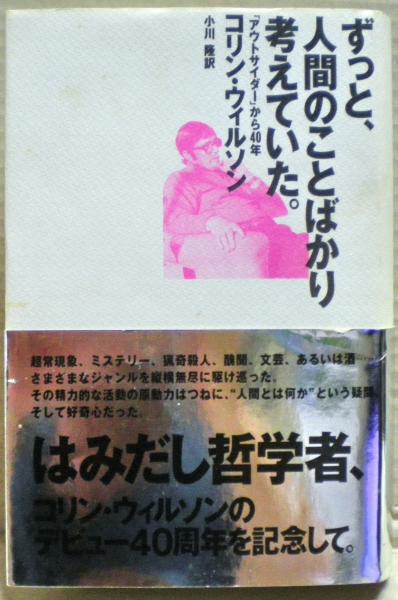 ずっと、
人間のことばかり
考えていた。
「アウトサイダー」から40年
コリン・ウィルソン
小川 隆 訳
超常現象、ミステリー、猟奇殺人、醜聞、文芸、あるいは酒……
さまざまなジャンルを縦横無尽に駆け巡った。
その精力的な活動の原動力はつねに、“人間とは何か”という疑問、
そして好奇心だった。
はみだし哲学者、
コリン・ウィルソンの
デビュー40周年を記念して。